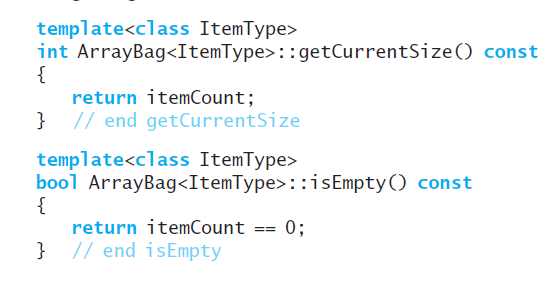 template<class ItemType>
int ArrayBag<ItemType>::getCurrentSize() const
{
   return itemCount;
}  // end getCurrentSize
template<class ItemType>
bool ArrayBag<ItemType>::isEmpty() const
{
   return itemCount == 0;
}  // end isEmpty